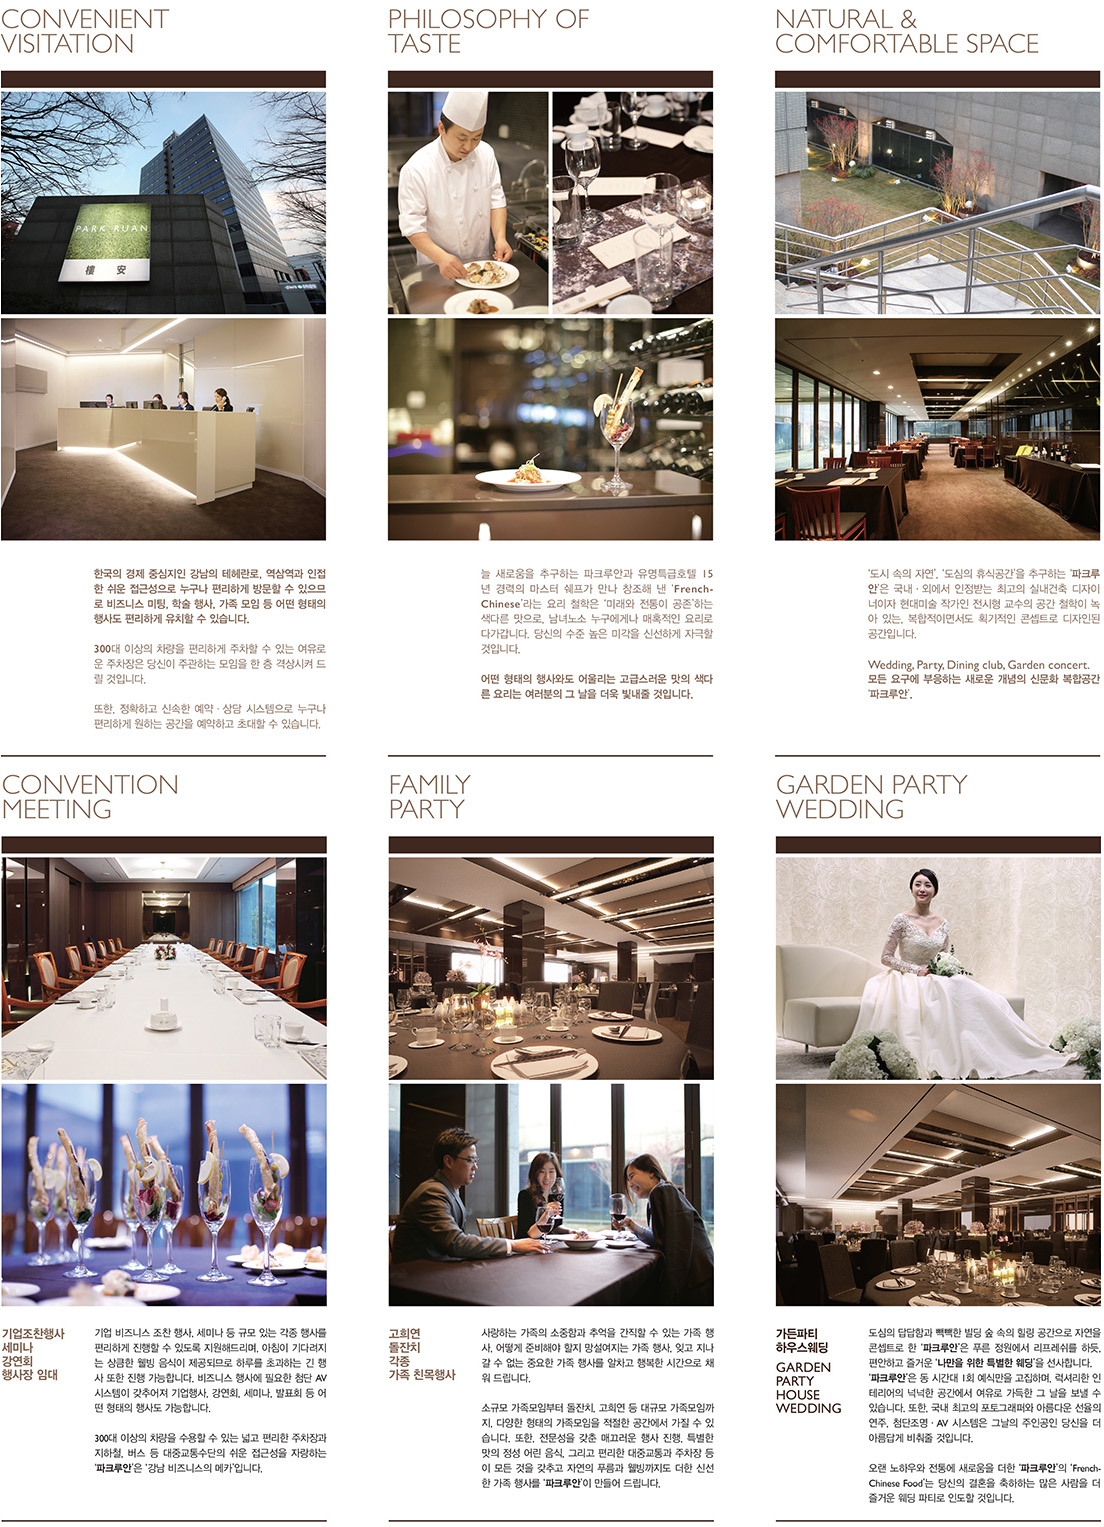 CONVENIENT
VISITATION
PARK RUAN
樓 安
한국의 경제 중심지인 강남의 테헤란로, 역삼역과 인접
한 쉬운 접근성으로 누구나 편리하게 방문할 수 있으므
로 비즈니스 미팅, 학술 행사, 가족 모임 등 어떤 형태의
행사도 편리하게 유치할 수 있습니다.
300대 이상의 차량을 편리하게 주차할 수 있는 여유로
운 주차장은 당신이 주관하는 모임을 한 층 격상시켜 드
릴 것입니다.
또한, 정확하고 신속한 예약 · 상담 시스템으로 누구나
편리하게 원하는 공간을 예약하고 초대할 수 있습니다.
PHILOSOPHY OF
TASTE
늘 새로움을 추구하는 파크루안과 유명특급호텔 15
년 경력의 마스터 쉐프가 만나 창조해 낸 'French-
Chinese'라는 요리 철학은 '미래와 전통이 공존'하는
색다른 맛으로, 남녀노소 누구에게나 매혹적인 요리로
다가갑니다. 당신의 수준 높은 미각을 신선하게 자극할
것입니다.
어떤 형태의 행사와도 어울리는 고급스러운 맛의 색다
른 요리는 여러분의 그 날을 더욱 빛내줄 것입니다.
NATURAL &
COMFORTABLE SPACE
'도시 속의 자연', '도심의 휴식공간'을 추구하는 '파크루
안'은 국내 · 외에서 인정받는 최고의 실내건축 디자이
너이자 현대미술 작가인 전시형 교수의 공간 철학이 녹
아 있는, 복합적이면서도 획기적인 콘셉트로 디자인된
공간입니다.
Wedding, Party, Dining club, Garden concert.
모든 요구에 부응하는 새로운 개념의 신문화 복합공간
'파크루안'.
CONVENTION
MEETING
기업조찬행사
세미나
강연회
행사장 임대
기업 비즈니스 조찬 행사, 세미나 등 규모 있는 각종 행사를
편리하게 진행할 수 있도록 지원해드리며, 아침이 기다려지
는 상큼한 웰빙 음식이 제공되므로 하루를 초과하는 긴 행
사 또한 진행 가능합니다. 비즈니스 행사에 필요한 첨단 AV
시스템이 갖추어져 기업행사, 강연회, 세미나, 발표회 등 어
떤 형태의 행사도 가능합니다.
300대 이상의 차량을 수용할 수 있는 넓고 편리한 주차장과
지하철, 버스 등 대중교통수단의 쉬운 접근성을 자랑하는
'파크루안'은 '강남 비즈니스의 메카'입니다.
FAMILY
PARTY
고희연
돌잔치
각종
가족 친목행사
사랑하는 가족의 소중함과 추억을 간직할 수 있는 가족 행
사, 어떻게 준비해야 할지 망설여지는 가족 행사, 잊고 지나
갈 수 없는 중요한 가족 행사를 알차고 행복한 시간으로 채
워 드립니다.
소규모 가족모임부터 돌잔치, 고희연 등 대규모 가족모임까
지, 다양한 형태의 가족모임을 적절한 공간에서 가질 수 있
습니다. 또한, 전문성을 갖춘 매끄러운 행사 진행, 특별한
맛의 정성 어린 음식, 그리고 편리한 대중교통과 주차장 등
이 모든 것을 갖추고 자연의 푸름과 웰빙까지도 더한 신선
한 가족 행사를 '파크루안'이 만들어 드립니다.
GARDEN PARTY
WEDDING
가든파티
하우스웨딩
GARDEN
PARTY
HOUSE
WEDDING
도심의 답답함과 빽빽한 빌딩 숲 속의 힐링 공간으로 자연을
콘셉트로 한 '파크루안'은 푸른 정원에서 리프레쉬를 하듯,
편안하고 즐거운 '나만을 위한 특별한 웨딩'을 선사합니다.
'파크루안'은 동 시간대 1회 예식만을 고집하며, 럭셔리한 인
테리어의 넉넉한 공간에서 여유로 가득한 그 날을 보낼 수
있습니다. 또한, 국내 최고의 포토그래퍼와 아름다운 선율의
연주, 첨단조명 · AV 시스템은 그날의 주인공인 당신을 더
아름답게 비춰줄 것입니다.
오랜 노하우와 전통에 새로움을 더한 '파크루안'의 'French-
Chinese Food'는 당신의 결혼을 축하하는 많은 사람을 더
즐거운 웨딩 파티로 인도할 것입니다.